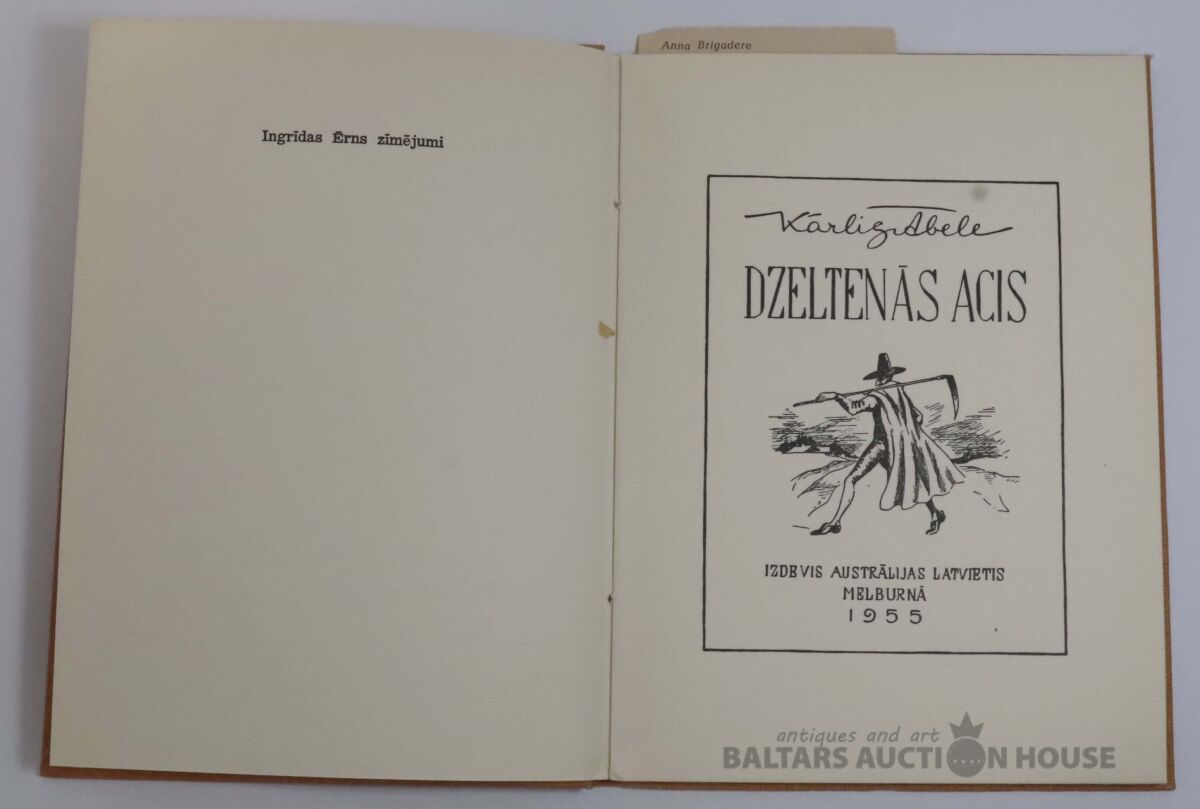 Anna Brigadere
Ingrīdas Ērns zīmējumi
Kārlis Ābele
DZELTENĀS ACIS
IZDEVIS AUSTRĀLIJAS LATVIETIS
MELBURNĀ
1955
antiques and art
BALTARS AUCTION HOUSE